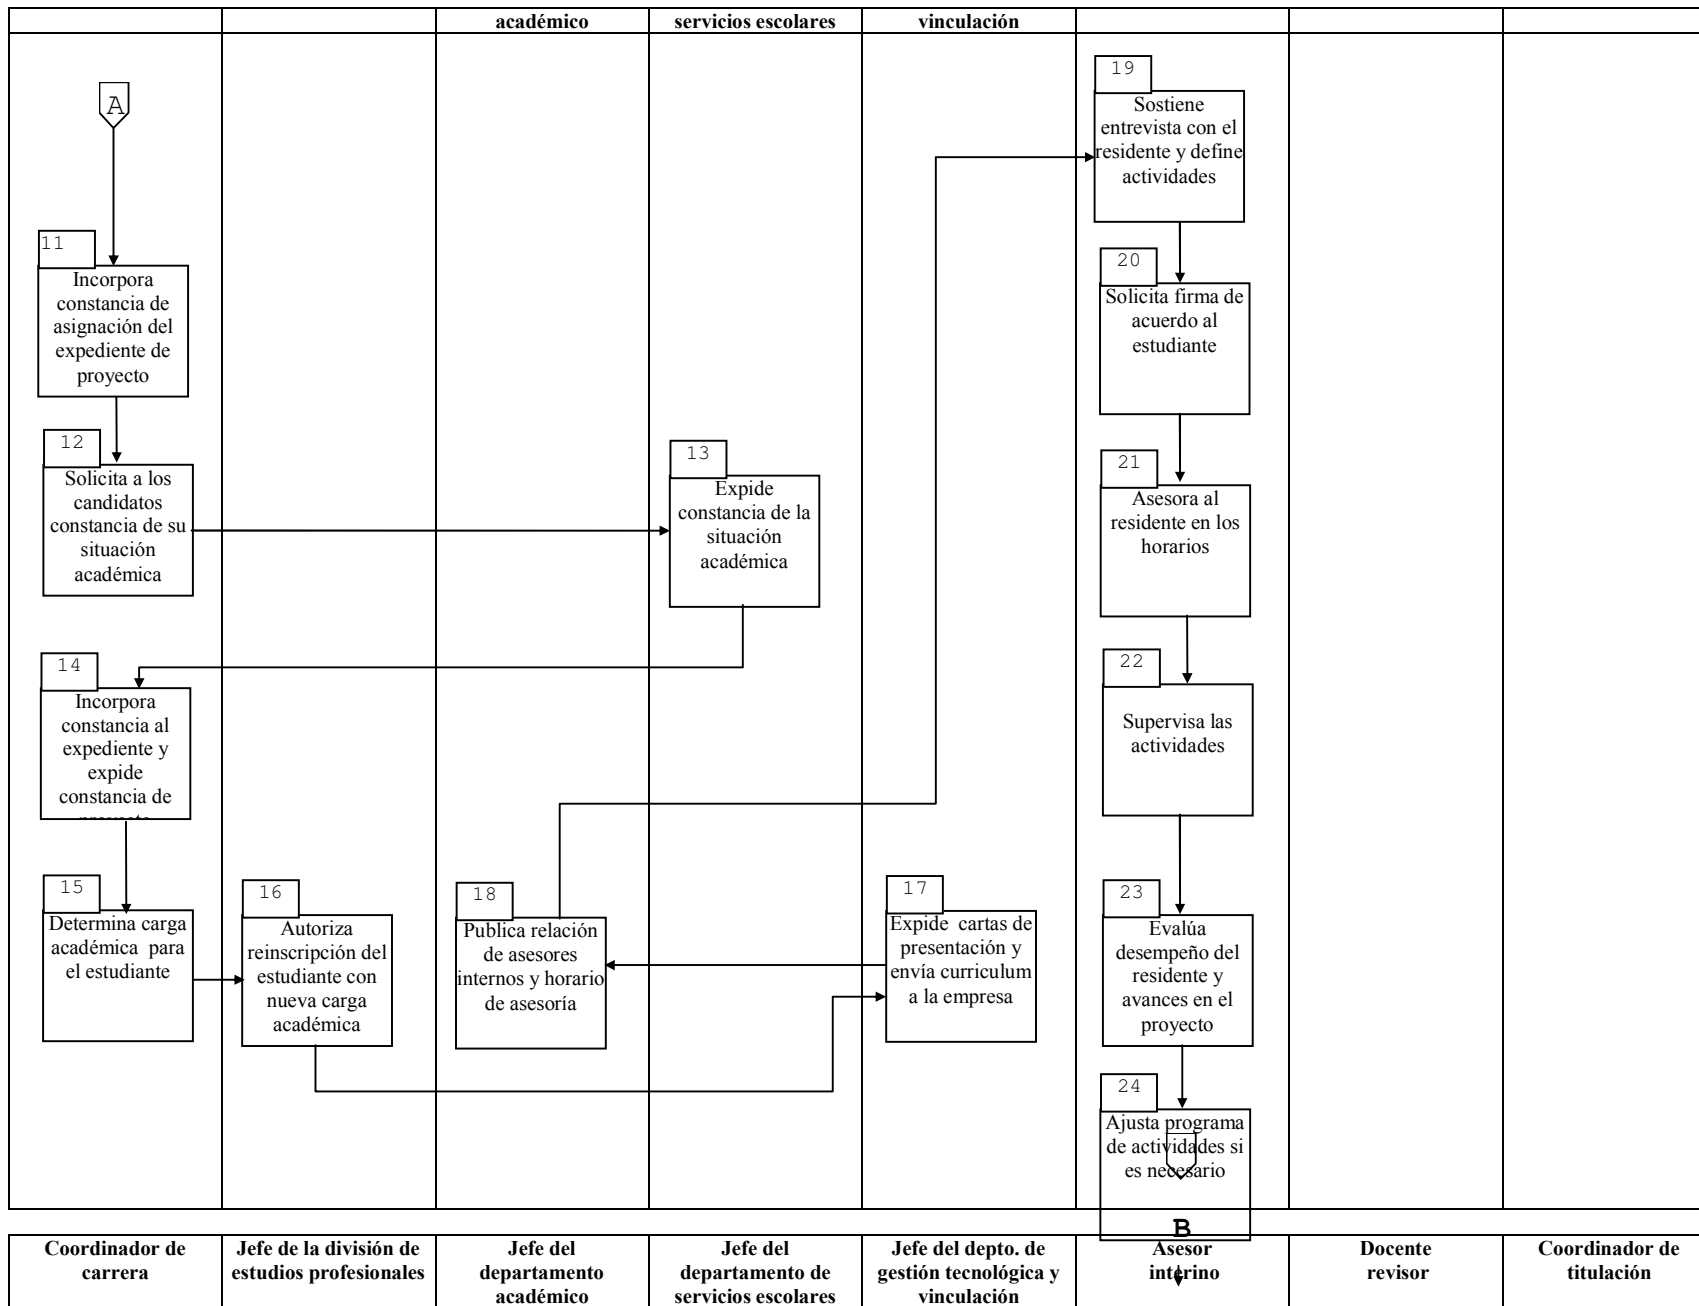 académico
servicios escolares
vinculación
A
11
Incorpora
constancia de
asignación del
expediente de
proyecto
12
Solicita a los
candidatos
constancia de su
situación
académica
13
Expide
constancia de la
situación
académica
14
Incorpora
constancia al
expediente y
expide
constancia de
15
Determina carga
académica para
el estudiante
16
Autoriza
reinscripción del
estudiante con
nueva carga
académica
17
Expide cartas de
presentación y
envía curriculum
a la empresa
18
Publica relación
de asesores
internos y horario
de asesoría
19
Sostiene
entrevista con el
residente y define
actividades
20
Solicita firma de
acuerdo al
estudiante
21
Asesora al
residente en los
horarios
22
Supervisa las
actividades
23
Evalúa
desempeño del
residente y
avances en el
proyecto
24
Ajusta programa
de actividades si
es necesario
B
Coordinador de
carrera
Jefe de la división de
estudios profesionales
Jefe del
departamento
académico
Jefe del
departamento de
servicios escolares
Jefe del depto. de
gestión tecnológica y
vinculación
Asesor
interino
Docente
revisor
Coordinador de
titulación